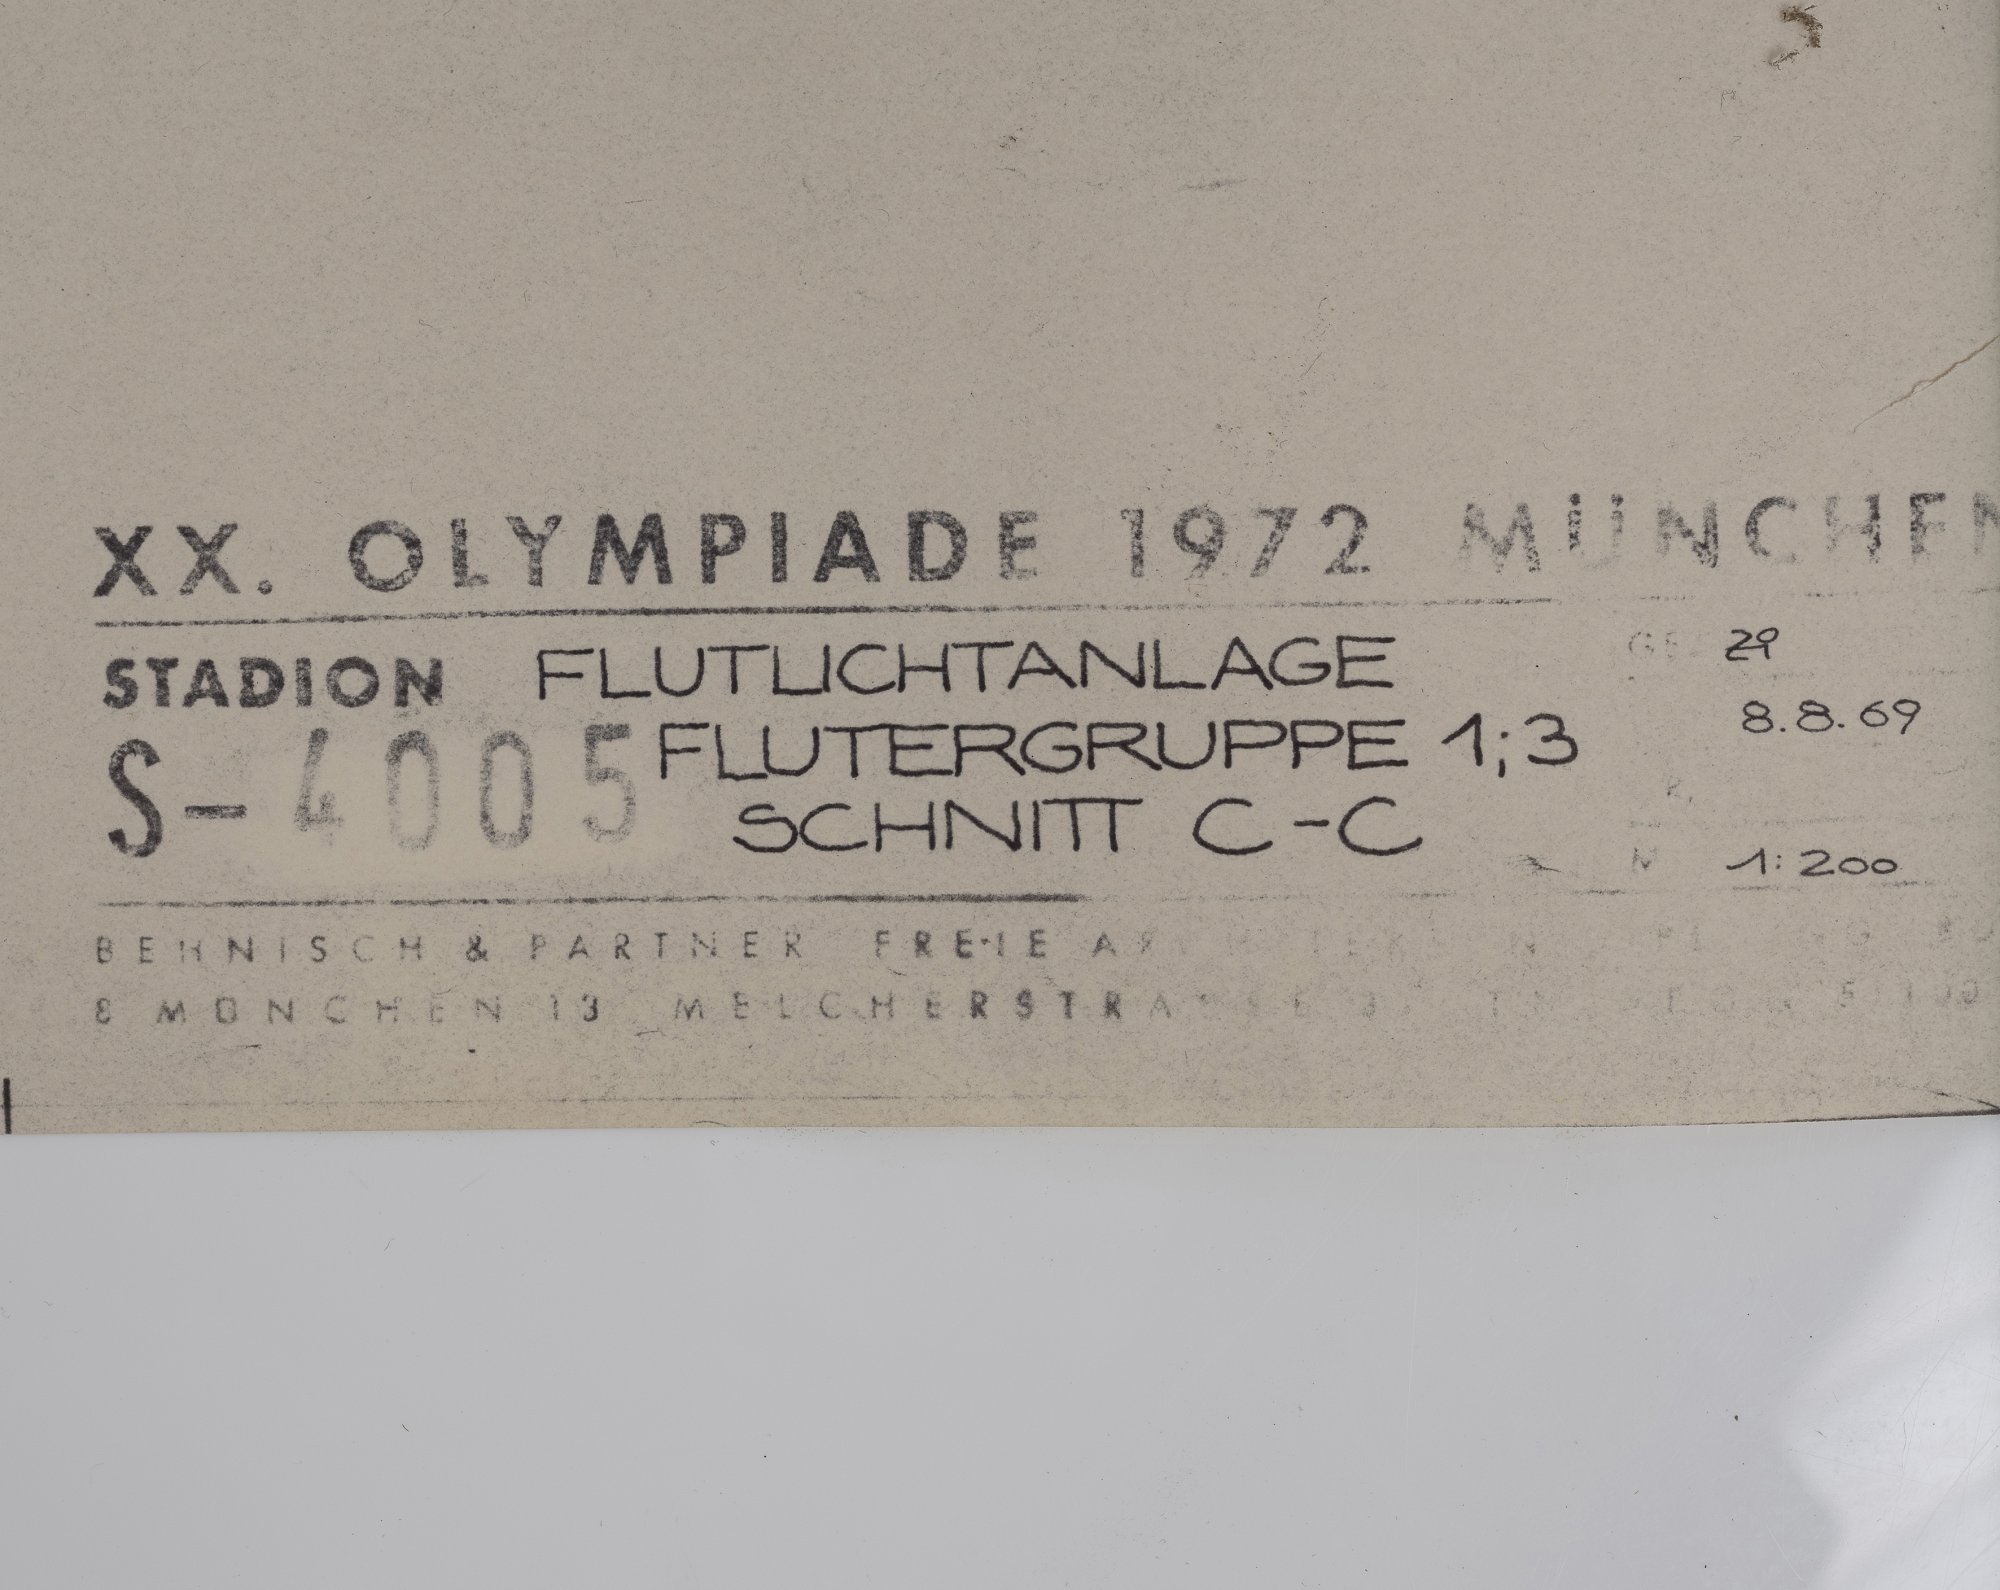 XX. OLYMPIADE 1972 MÜNCHEN
STADION FLUTLICHTANLAGE 29
S-4005 FLUTERGRUPPE 1;3 8.8.69
SCHNITT C-C M 1:200
BEHNISCH & PARTNER FREIE
8 MÜNCHEN 13 MELCHERSTRASSE